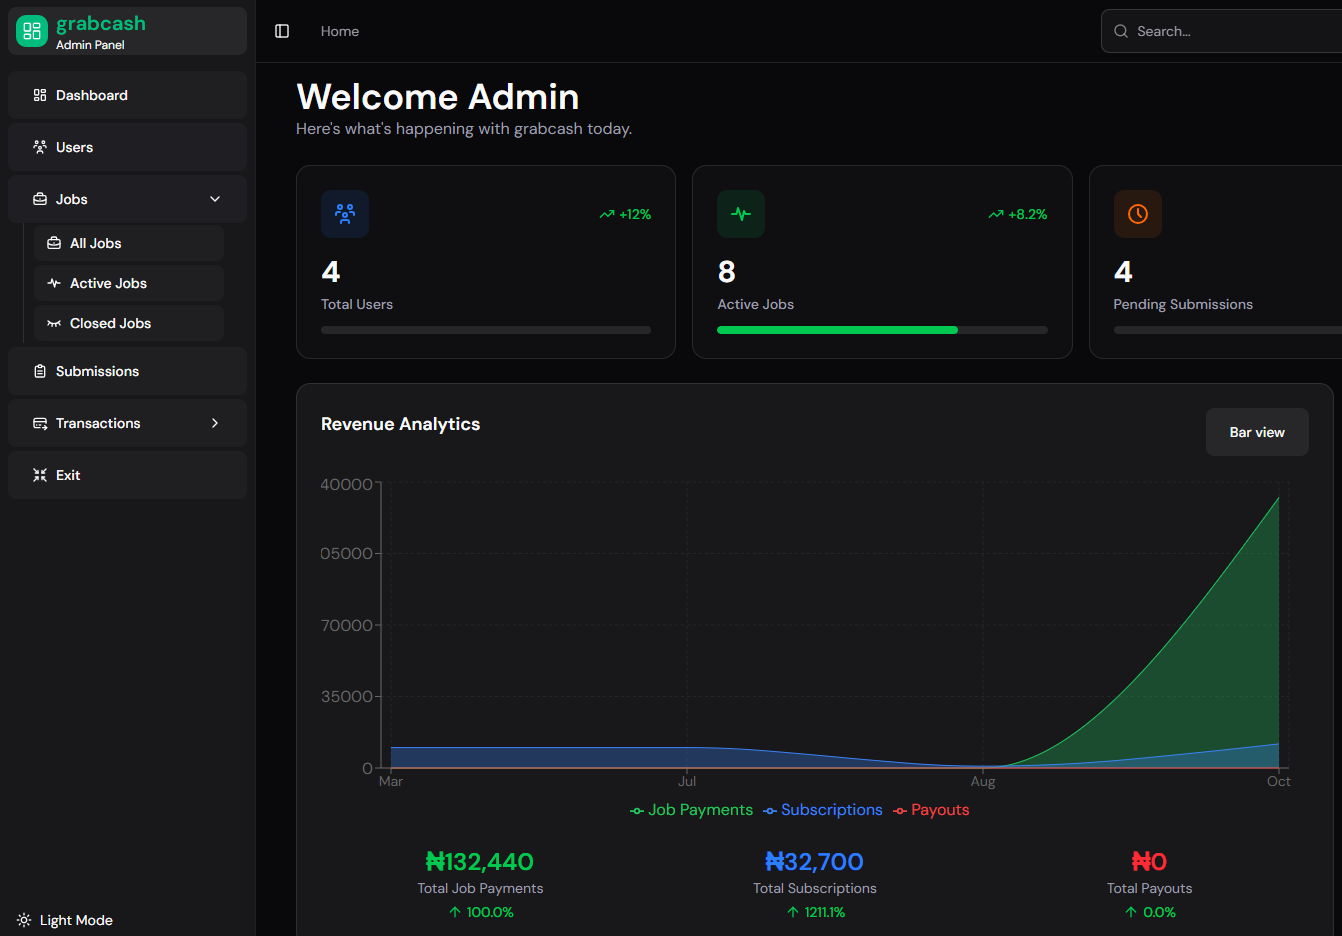 grabcash
Admin Panel
Home
Search...
Dashboard
Users
Jobs
All Jobs
Active Jobs
Closed Jobs
Submissions
Transactions
Exit
Light Mode
Welcome Admin
Here's what's happening with grabcash today.
+12%
4
Total Users
+8.2%
8
Active Jobs
4
Pending Submissions
Revenue Analytics
Bar view
40000
05000
70000
35000
0
Mar Jul Aug Oct
Job Payments Subscriptions Payouts
₦132,440 ₦32,700 ₦0
Total Job Payments Total Subscriptions Total Payouts
↑ 100.0% ↑ 1211.1% ↑ 0.0%